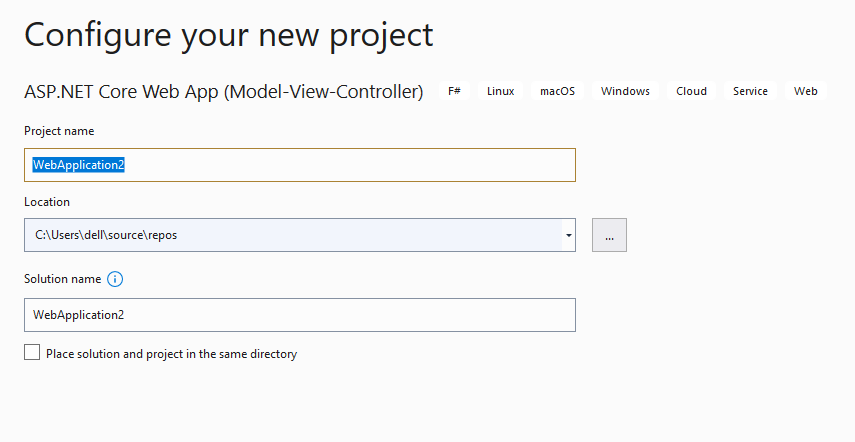 Configure your new project
ASP.NET Core Web App (Model-View-Controller) F# Linux macOS Windows Cloud Service Web
Project name
WebApplication2
Location
C:\Users\dell\source\repos
...
Solution name
WebApplication2
Place solution and project in the same directory